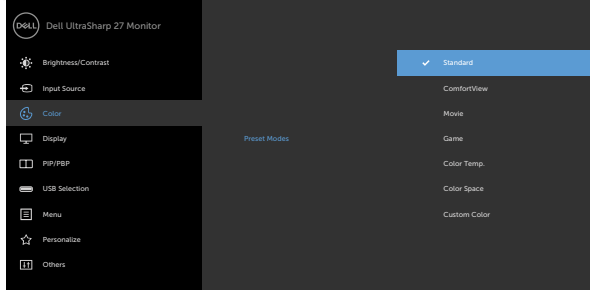 DELL
Dell UltraSharp 27 Monitor
Brightness/Contrast
Input Source
Color
Display
PIP/PBP
USB Selection
Menu
Personalize
Others
Preset Modes
Standard
ComfortView
Movie
Game
Color Temp.
Color Space
Custom Color